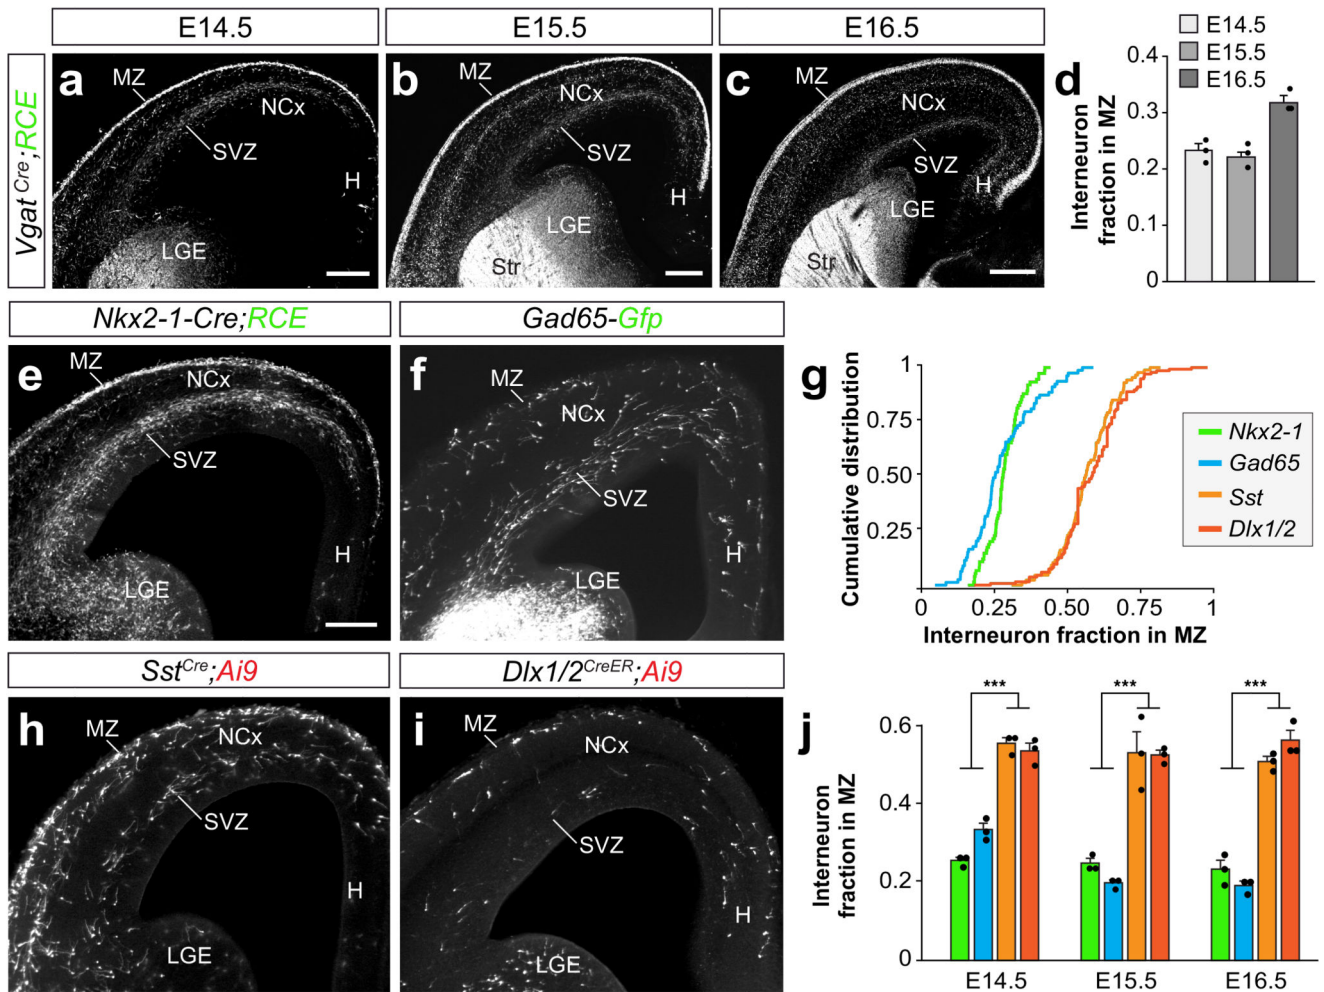 E14.5
E15.5
E16.5
Vgat Cre;RCE
a
MZ
NCx
SVZ
H
LGE
b
MZ
NCx
SVZ
H
LGE
Str
c
MZ
NCx
SVZ
H
LGE
Str
d
E14.5
E15.5
E16.5
Interneuron
fraction in MZ
0.4
0.3
0.2
0.1
0
Nkx2-1-Cre;RCE
Gad65-Gfp
e
MZ
NCx
SVZ
H
LGE
f
MZ
NCx
SVZ
H
LGE
g
Cumulative distribution
1
0.75
0.50
0.25
0
0.25
0.50
0.75
1
Interneuron fraction in MZ
Nkx2-1
Gad65
Sst
Dlx1/2
SstCre;Ai9
Dlx1/2CreER;Ai9
h
MZ
NCx
SVZ
H
LGE
i
MZ
NCx
SVZ
H
LGE
j
Interneuron
fraction in MZ
0.6
0.4
0.2
0
***
***
***
E14.5
E15.5
E16.5